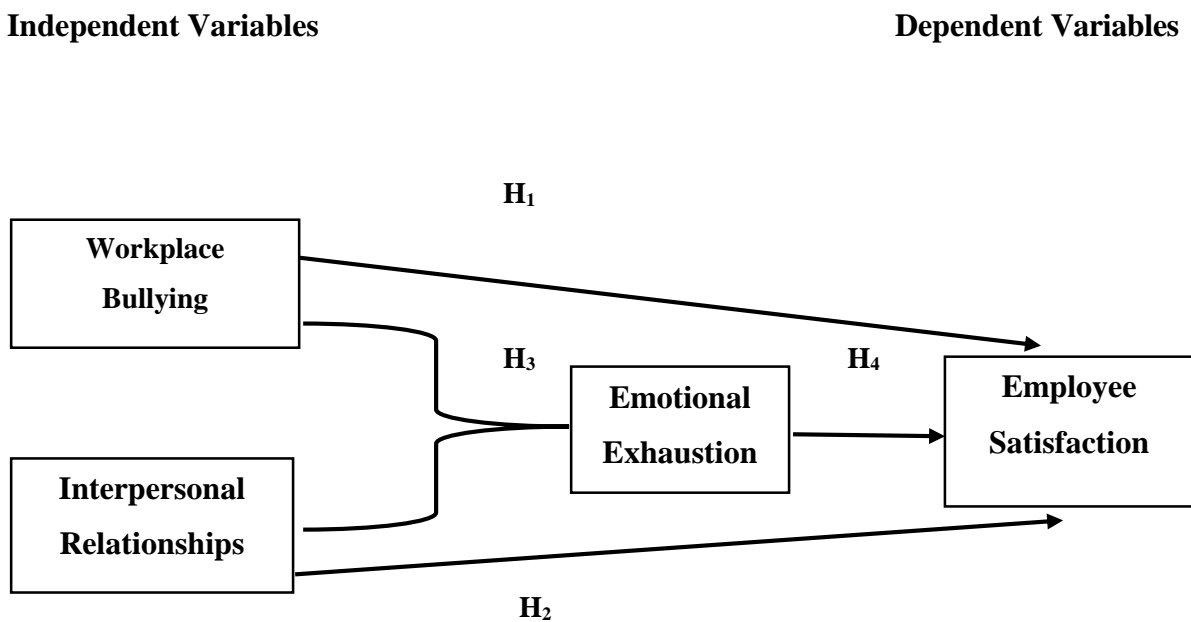 Independent Variables
Dependent Variables
H₁
Workplace
Bullying
H₃
H₄
Emotional
Exhaustion
Employee
Satisfaction
Interpersonal
Relationships
H₂